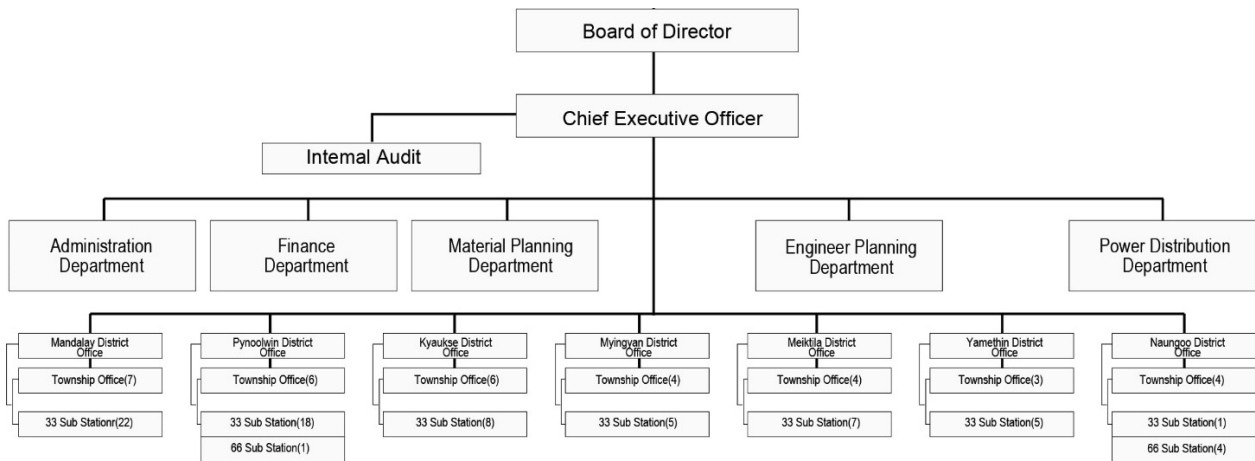 Board of Director
Chief Executive Officer
Internal Audit
Administration
Department
Finance
Department
Material Planning
Department
Engineer Planning
Department
Power Distribution
Department
Mandalay District
Office
Pynoolwin District
Office
Kyaukse District
Office
Myingyan District
Office
Meiktila District
Office
Yamethin District
Office
Naungoo District
Office
Township Office(7)
Township Office(6)
Township Office(6)
Township Office(4)
Township Office(4)
Township Office(3)
Township Office(4)
33 Sub Stationr(22)
33 Sub Station(18)
33 Sub Station(8)
33 Sub Station(5)
33 Sub Station(7)
33 Sub Station(5)
33 Sub Station(1)
66 Sub Station(1)
66 Sub Station(4)